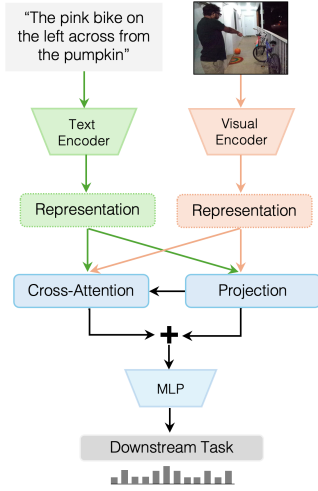 “The pink bike on
the left across from
the pumpkin”
Text
Encoder
Visual
Encoder
Representation
Representation
Cross-Attention
Projection
+
MLP
Downstream Task